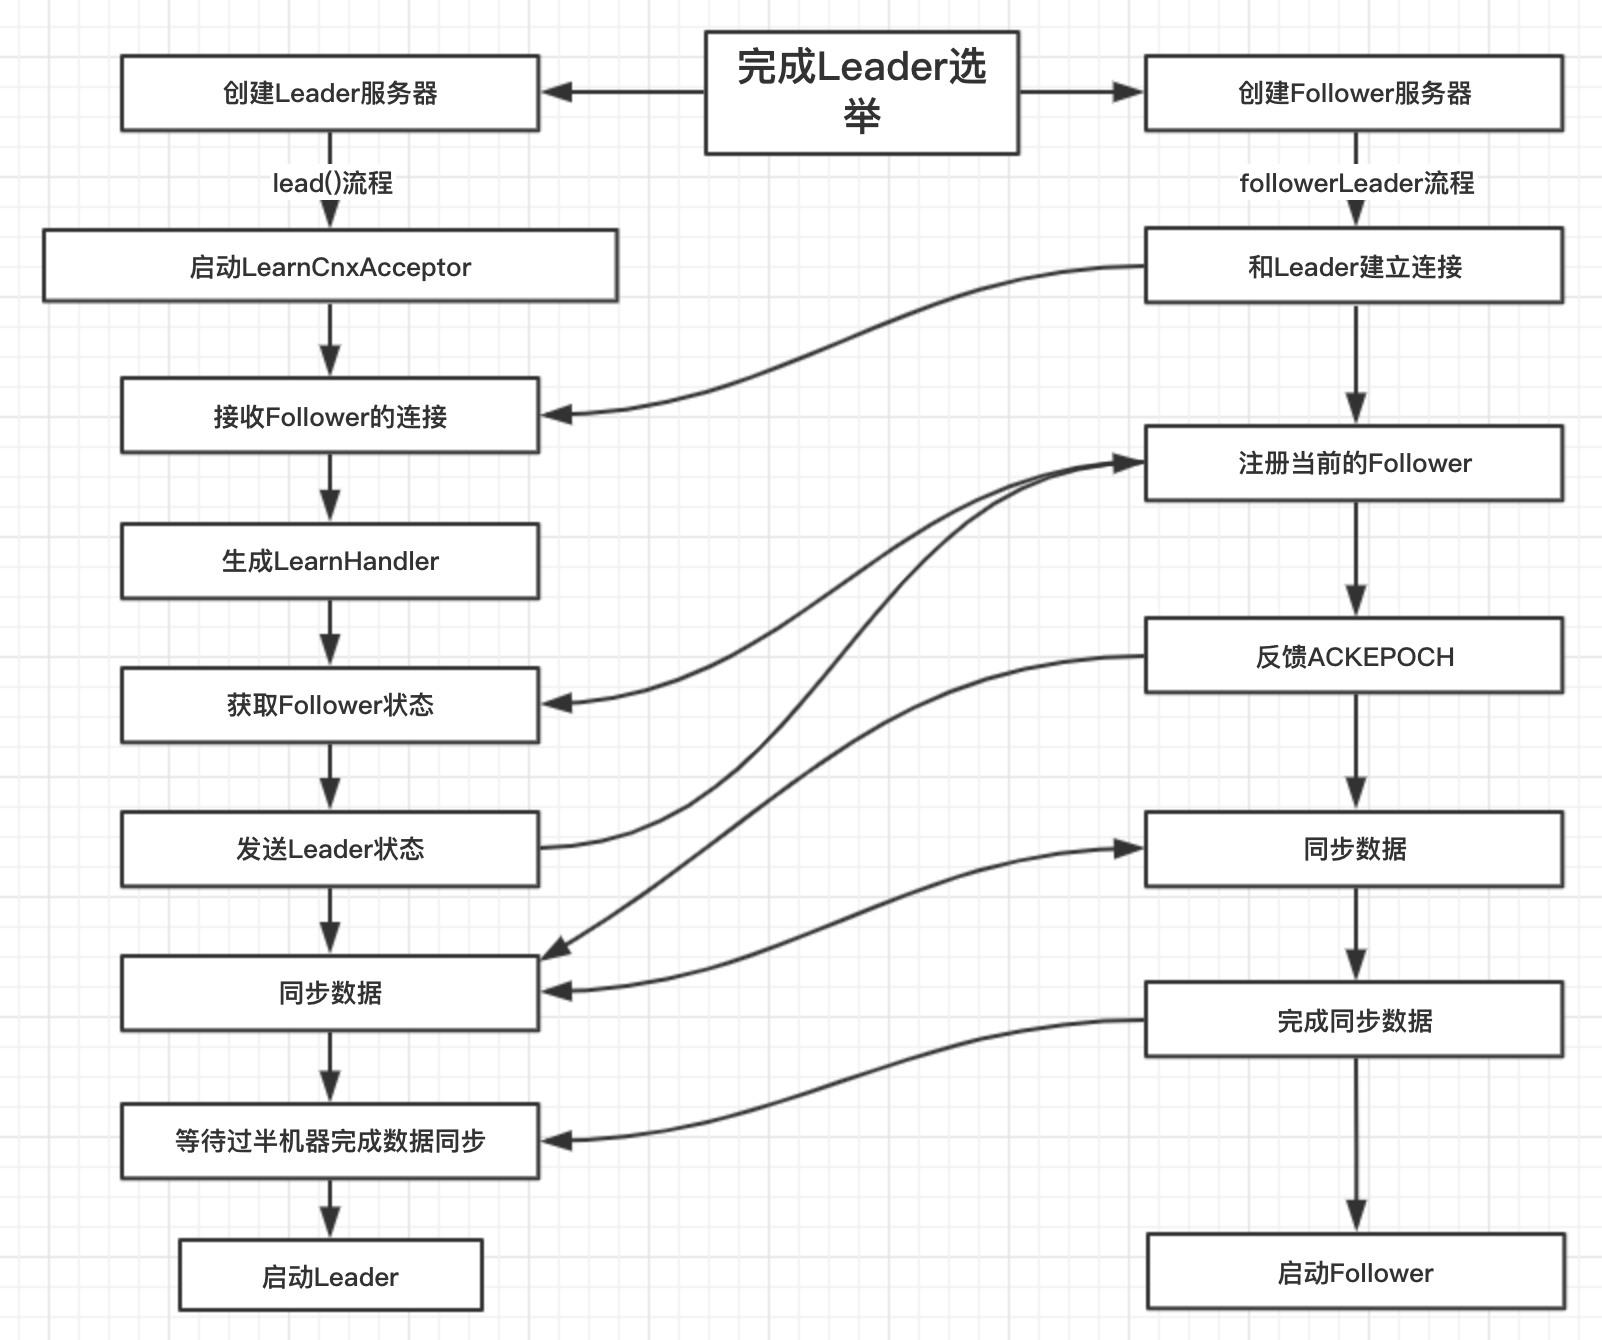 完成Leader选
举
创建Leader服务器
创建Follower服务器
lead()流程
followerLeader流程
启动LearnCnxAcceptor
和Leader建立连接
接收Follower的连接
注册当前的Follower
生成LearnHandler
反馈ACKEPOCH
获取Follower状态
发送Leader状态
同步数据
同步数据
完成同步数据
等待过半机器完成数据同步
启动Leader
启动Follower